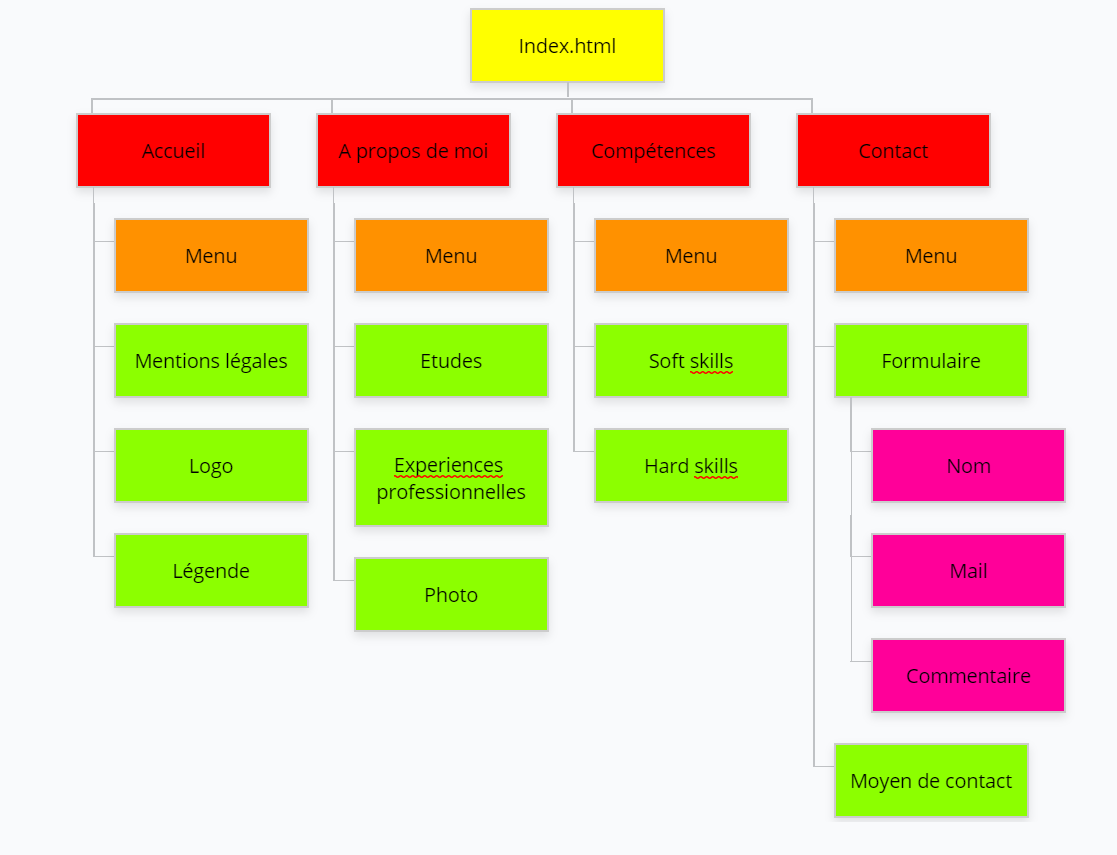 Index.html
Accueil
Menu
Mentions légales
Logo
Légende
A propos de moi
Menu
Etudes
Experiences
professionnelles
Photo
Compétences
Menu
Soft skills
Hard skills
Contact
Menu
Formulaire
Nom
Mail
Commentaire
Moyen de contact